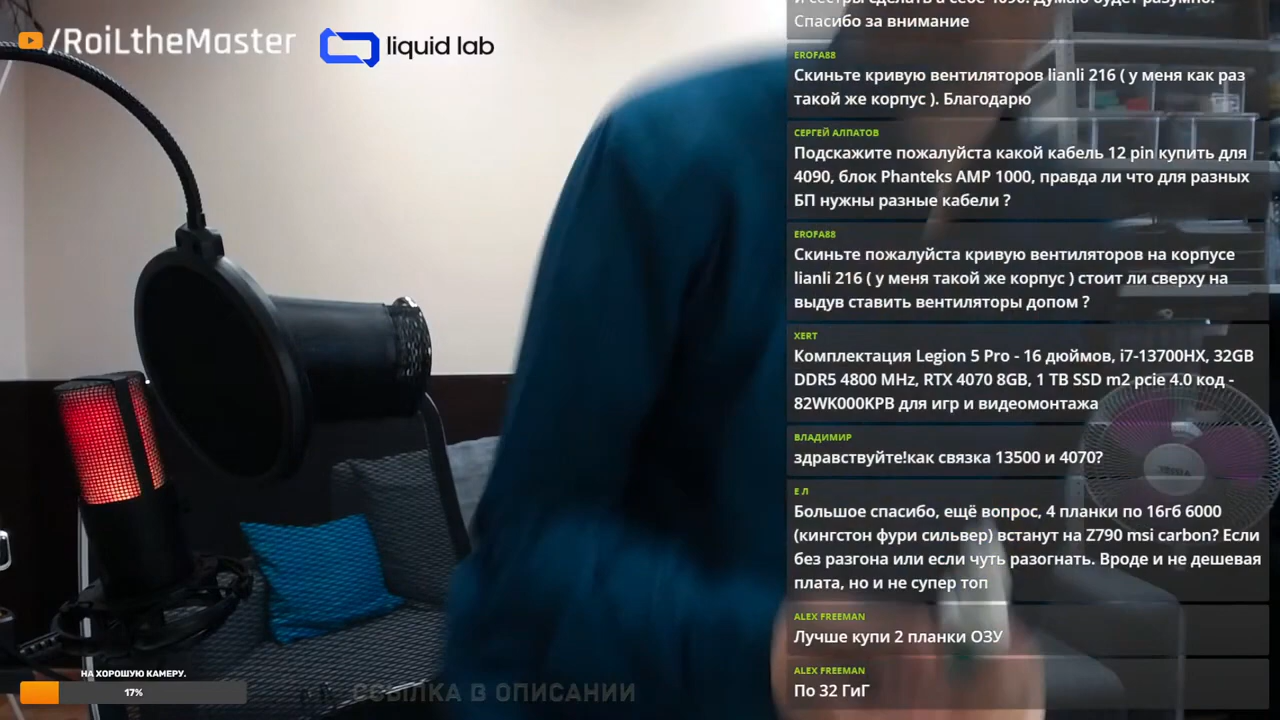 /RoiLtheMaster
liquid lab
Спасибо за внимание
EROFA88
Скиньте кривую вентиляторов lianli 216 ( у меня как раз
такой же корпус ). Благодарю
СЕРГЕЙ АЛПАТОВ
Подскажите пожалуйста какой кабель 12 pin купить для
4090, блок Phanteks AMP 1000, правда ли что для разных
БП нужны разные кабели ?
EROFA88
Скиньте пожалуйста кривую вентиляторов на корпусе
lianli 216 ( у меня такой же корпус ) стоит ли сверху на
выдув ставить вентиляторы допом ?
XERT
Комплектация Legion 5 Pro - 16 дюймов, i7-13700HX, 32GB
DDR5 4800 MHz, RTX 4070 8GB, 1 TB SSD m2 pcie 4.0 код -
82WK000KPB для игр и видеомонтажа
ВЛАДИМИР
здравствуйте!как связка 13500 и 4070?
Е Л
Большое спасибо, ещё вопрос, 4 планки по 16гб 6000
(кингстон фури сильвер) встанут на Z790 msi carbon? Если
без разгона или если чуть разогнать. Вроде и не дешевая
плата, но и не супер топ
ALEX FREEMAN
Лучше купи 2 планки ОЗУ
ALEX FREEMAN
По 32 ГиГ
НА ХОРОШУЮ КАМЕРУ.
17%
ССЫЛКА В ОПИСАНИИ